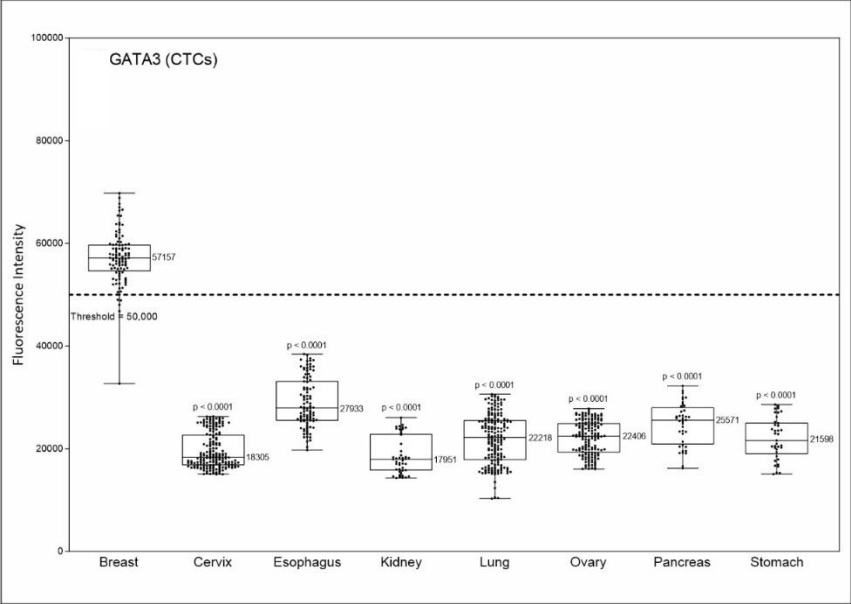 100000
GATA3 (CTCs)
80000
60000
57157
Threshold = 50,000
Fluorescence Intensity
40000
p < 0.0001
27933
p < 0.0001
18305
p < 0.0001
17951
p < 0.0001
22218
p < 0.0001
22406
p < 0.0001
25571
p < 0.0001
21598
20000
0
Breast Cervix Esophagus Kidney Lung Ovary Pancreas Stomach